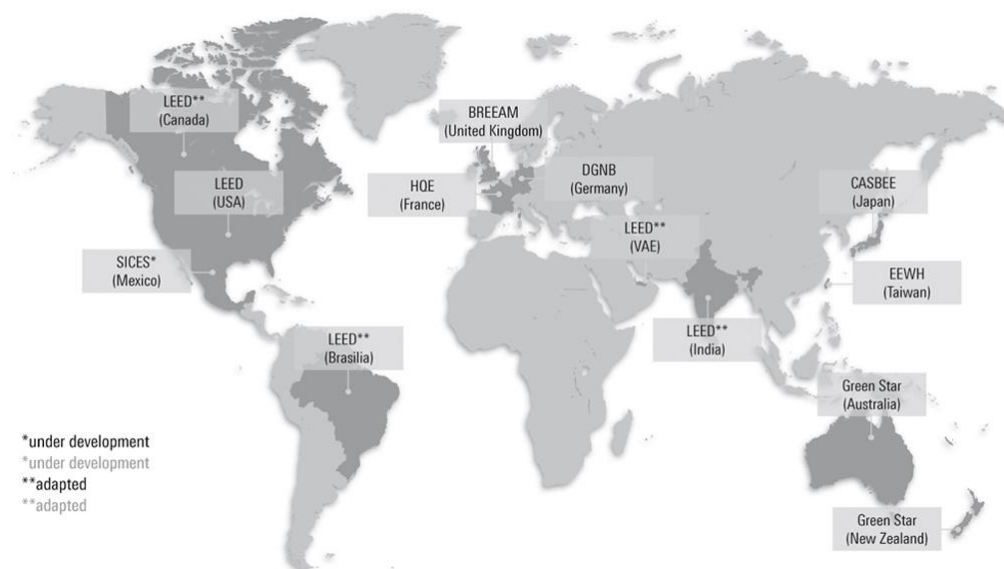 LEED**
(Canada)
BREEAM
(United Kingdom)
LEED
(USA)
HQE
(France)
DGNB
(Germany)
CASBEE
(Japan)
LEED**
(VAE)
SICES*
(Mexico)
EEWH
(Taiwan)
LEED**
(Brasilia)
LEED**
(India)
Green Star
(Australia)
*under development
*under development
**adapted
**adapted
Green Star
(New Zealand)